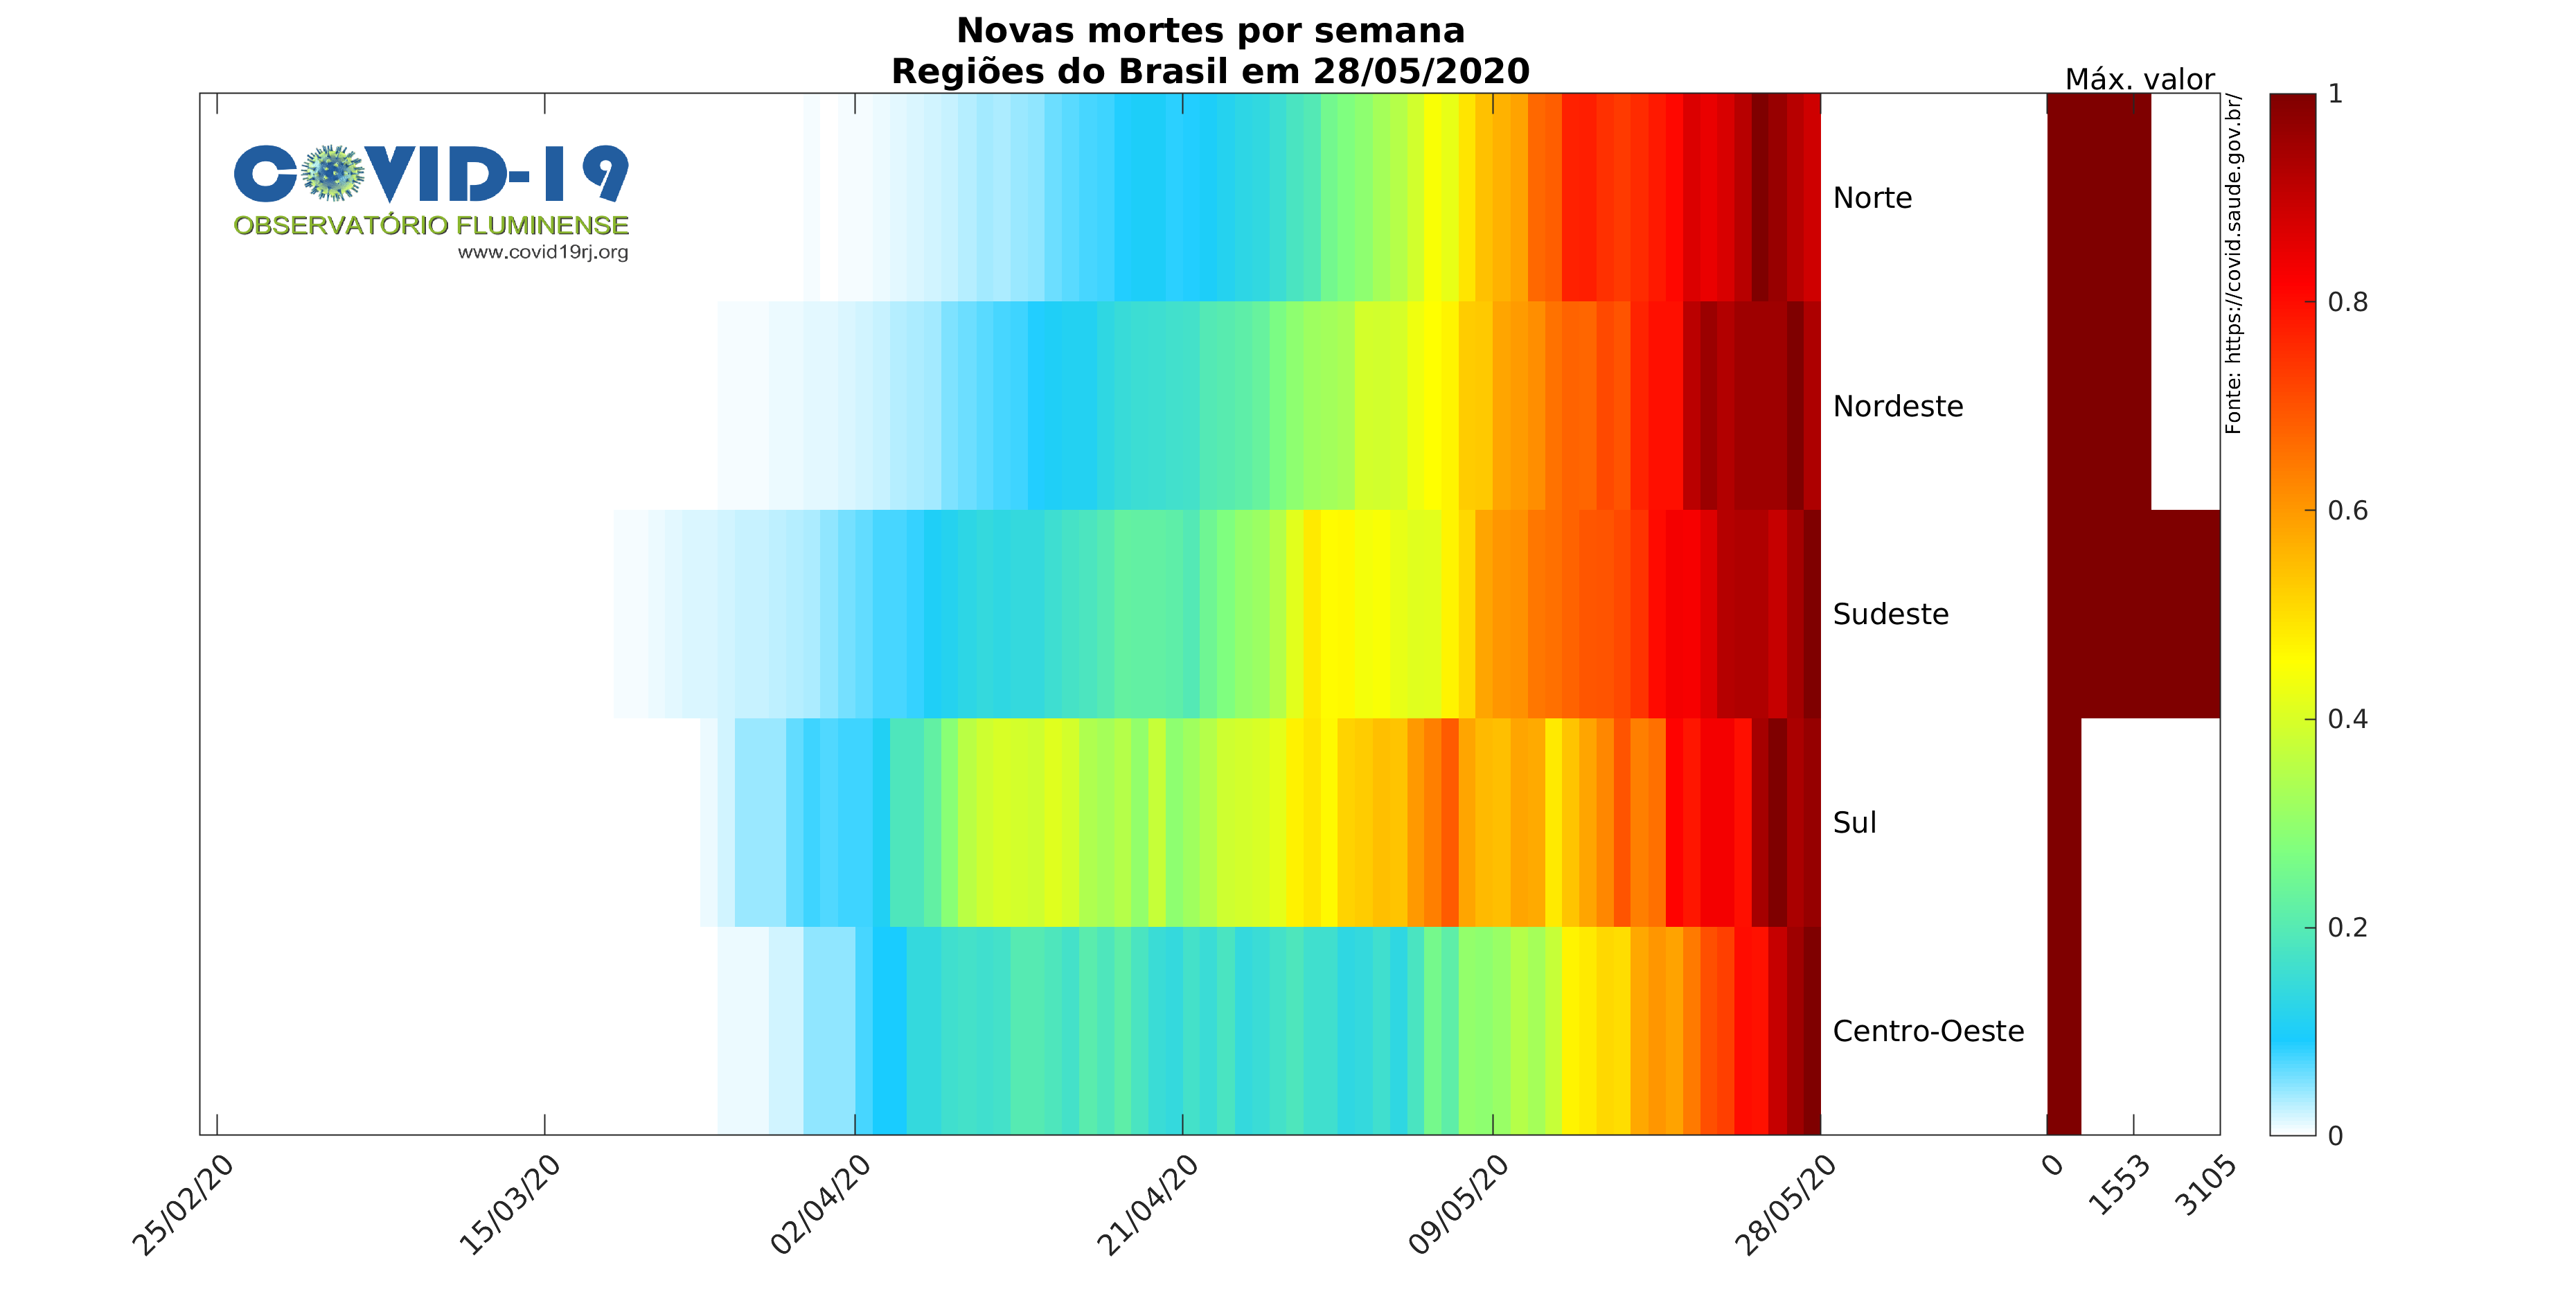 Novas mortes por semana
Regiões do Brasil em 28/05/2020
Máx. valor
COVID-19
OBSERVATÓRIO FLUMINENSE
www.covid19rj.org
Norte
Nordeste
Sudeste
Sul
Centro-Oeste
Fonte: https://covid.saude.gov.br/
1
0.8
0.6
0.4
0.2
0
25/02/20
15/03/20
02/04/20
21/04/20
09/05/20
28/05/20
0
1553
3105